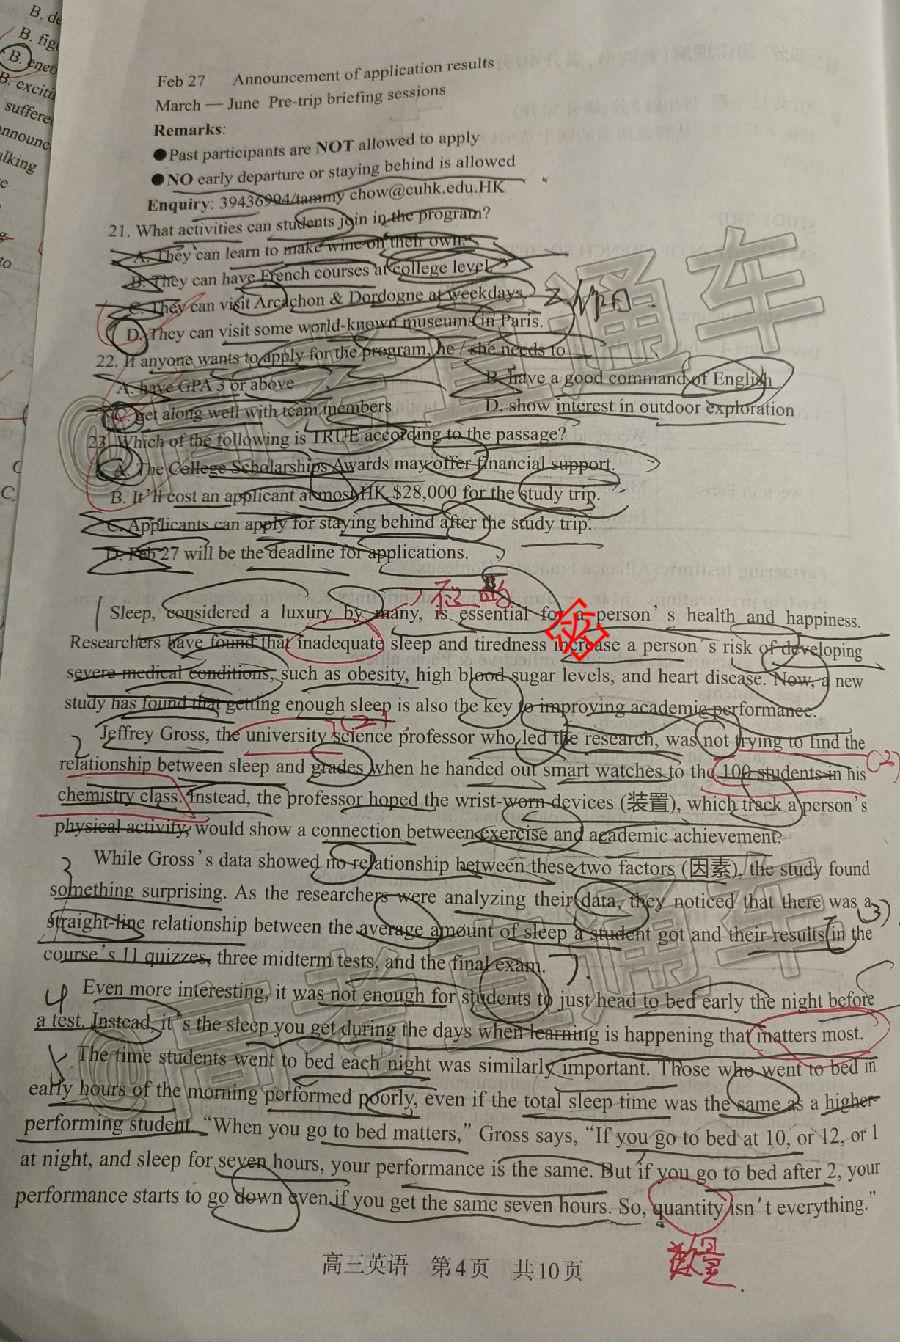 B. de
B. fig
B. ened
B. exciti
suffere
announc
alking
to
C
C.
Feb 27 Announcement of application results
March — June Pre-trip briefing sessions
Remarks:
●Past participants are NOT allowed to apply
●NO early departure or staying behind is allowed
Enquiry: 39436904/tammy chow@cuhk.edu.HK
21. What activities can students join in the program?
A. They can learn to make wine on their own.
B. They can have French courses at college level.
C. They can visit Arcachon & Dordogne at weekdays.
D. They can visit some world-known museums in Paris.
22. If anyone wants to apply for the program, he / she needs to
A. have GPA 3 or above B. have a good command of English
C. get along well with team members D. show interest in outdoor exploration
23. Which of the following is TRUE according to the passage?
A. The College Scholarships Awards may offer financial support.
B. It'll cost an applicant at most HK $28,000 for the study trip.
C. Applicants can apply for staying behind after the study trip.
D. Feb 27 will be the deadline for applications.
B
Sleep, considered a luxury by many, is essential for a person's health and happiness.
Researchers have found that inadequate sleep and tiredness increase a person's risk of developing
severe medical conditions, such as obesity, high blood sugar levels, and heart disease. Now, a new
study has found that getting enough sleep is also the key to improving academic performance.
2
Jeffrey Gross, the university science professor who led the research, was not trying to find the
relationship between sleep and grades when he handed out smart watches to the 100 students in his
(2)
chemistry class. Instead, the professor hoped the wrist-worn devices (装置), which track a person's
physical activity, would show a connection between exercise and academic achievement.
3
While Gross's data showed no relationship between these two factors (因素), the study found
something surprising. As the researchers were analyzing their data, they noticed that there was a
(3)
straight-line relationship between the average amount of sleep a student got and their results in the
course's 11 quizzes, three midterm tests, and the final exam.
4
Even more interesting, it was not enough for students to just head to bed early the night before
a test. Instead, it's the sleep you get during the days when learning is happening that matters most.
The time students went to bed each night was similarly important. Those who went to bed in
early hours of the morning performed poorly, even if the total sleep time was the same as a higher-
performing student. "When you go to bed matters," Gross says, "If you go to bed at 10, or 12, or 1
at night, and sleep for seven hours, your performance is the same. But if you go to bed after 2, your
performance starts to go down even if you get the same seven hours. So, quantity isn't everything."
数量
高三英语 第4页 共10页
@高考直通车
@高考直通车
密